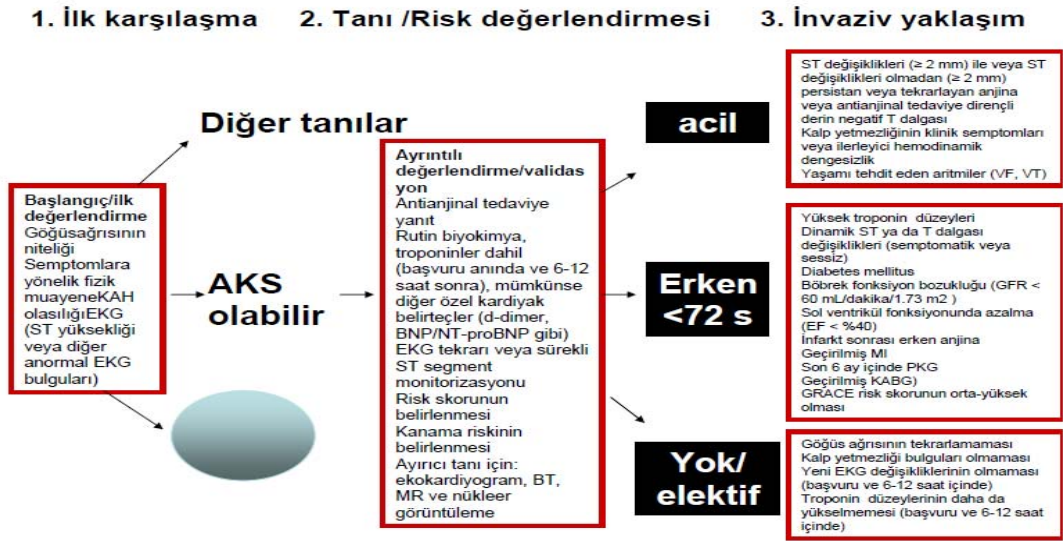 1. İlk karşılaşma
2. Tanı /Risk değerlendirmesi
3. İnvaziv yaklaşım
Başlangıç/ilk
değerlendirme
Göğüsağrısının
niteliği
Semptomlara
yönelik fizik
muayeneKAH
olasılığıEKG
(ST yüksekliği
veya diğer
anormal EKG
bulguları)
Diğer tanılar
AKS
olabilir
Ayrıntılı
değerlendirme/validas
yon
Antianjinal tedaviye
yanıt
Rutin biyokimya,
troponinler dahil
(başvuru anında ve 6-12
saat sonra), mümkünse
diğer özel kardiyak
belirteçler (d-dimer,
BNP/NT-proBNP gibi)
EKG tekrarı veya sürekli
ST segment
monitorizasyonu
Risk skorunun
belirlenmesi
Kanama riskinin
belirlenmesi
Ayırıcı tanı için:
ekokardiyogram, BT,
MR ve nükleer
görüntüleme
acil
ST değişiklikleri (≥ 2 mm) ile veya ST
değişiklikleri olmadan (≥ 2 mm)
persistan veya tekrarlayan anjina
veya antianjinal tedaviye dirençli
derin negatif T dalgası
Kalp yetmezliğinin klinik semptomları
veya ilerleyici hemodinamik
dengesizlik
Yaşamı tehdit eden aritmiler (VF, VT)
Erken
<72 s
Yüksek troponin düzeyleri
Dinamik ST ya da T dalgası
değişiklikleri (semptomatik veya
sessiz)
Diabetes mellitus
Böbrek fonksiyon bozukluğu (GFR <
60 mL/dakika/1.73 m2 )
Sol ventrikül fonksiyonunda azalma
(EF < %40)
İnfarkt sonrası erken anjina
Geçirilmiş MI
Son 6 ay içinde PKG
Geçirilmiş KABG)
GRACE risk skorunun orta-yüksek
olması
Yok/
elektif
Göğüs ağrısının tekrarlamaması
Kalp yetmezliği bulguları olmaması
Yeni EKG değişikliklerinin olmaması
(başvuru ve 6-12 saat içinde)
Troponin düzeylerinin daha da
yükselmemesi (başvuru ve 6-12 saat
içinde)